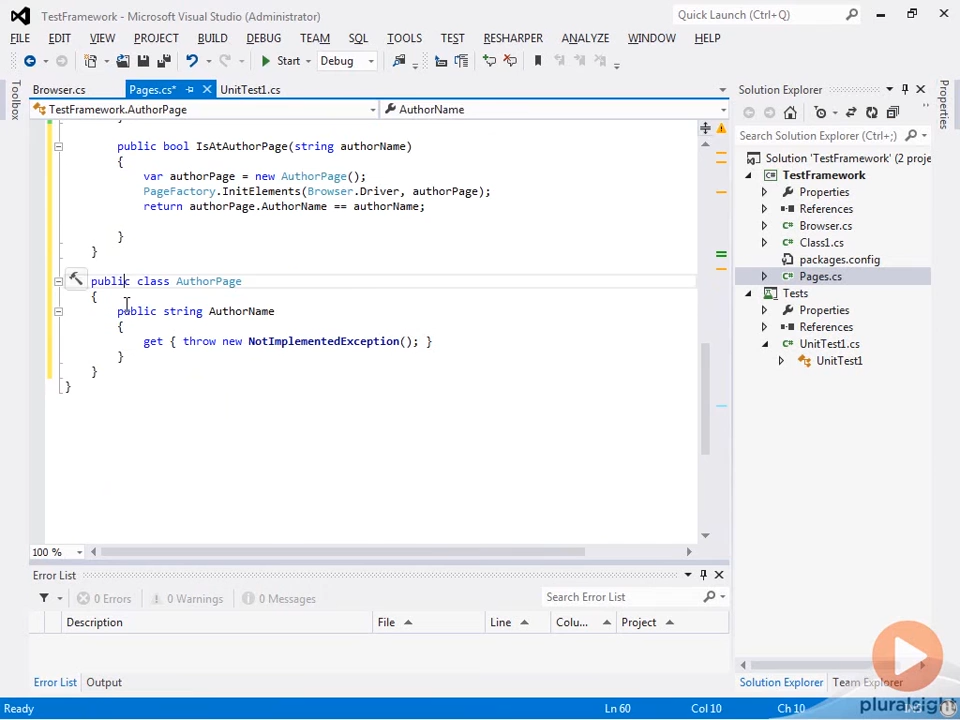 TestFramework - Microsoft Visual Studio (Administrator)
Quick Launch (Ctrl+Q)
FILE EDIT VIEW PROJECT BUILD DEBUG TEAM SQL TOOLS TEST RESHARPER ANALYZE WINDOW HELP
Start Debug
Toolbox
Browser.cs Pages.cs* UnitTest1.cs
TestFramework.AuthorPage AuthorName
}
public bool IsAtAuthorPage(string authorName)
{
var authorPage = new AuthorPage();
PageFactory.InitElements(Browser.Driver, authorPage);
return authorPage.AuthorName == authorName;
}
}
public class AuthorPage
{
public string AuthorName
{
get { throw new NotImplementedException(); }
}
}
}
100 %
Error List
0 Errors 0 Warnings 0 Messages
Search Error List
Description File Line Colu... Project
Error List Output
Solution Explorer
Search Solution Explorer (Ctrl+;)
Solution 'TestFramework' (2 proje
TestFramework
Properties
References
Browser.cs
Class1.cs
packages.config
Pages.cs
Tests
Properties
References
UnitTest1.cs
UnitTest1
Solution Explorer Team Explorer
Properties
pluralsight
Ready Ln 60 Col 10 Ch 10